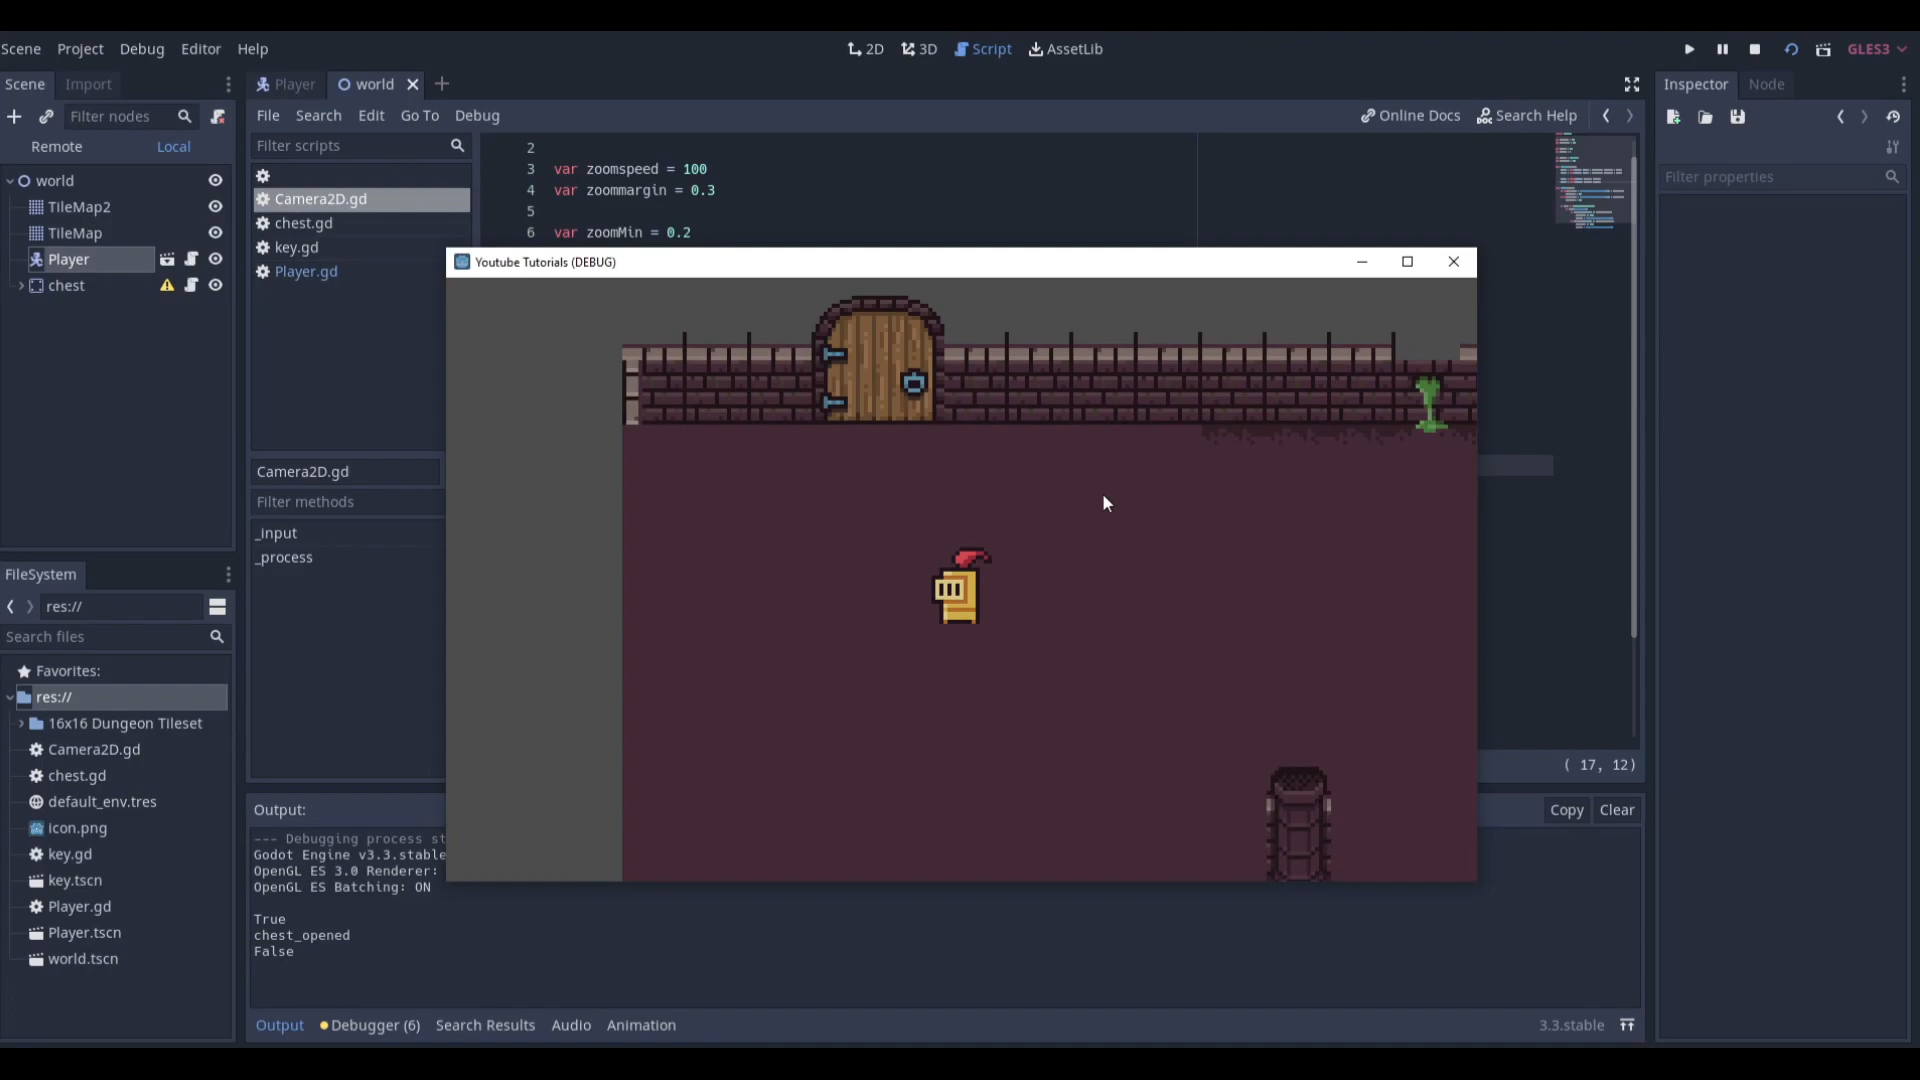 Scene Project Debug Editor Help 2D 3D Script AssetLib GLES3
Scene Import Player world Inspector Node
Filter nodes File Search Edit Go To Debug Online Docs Search Help
Remote Local Filter scripts
Filter properties
world
TileMap2
TileMap
Player
chest
Camera2D.gd
chest.gd
key.gd
Player.gd
2
3 var zoomspeed = 100
4 var zoommargin = 0.3
5
6 var zoomMin = 0.2
Youtube Tutorials (DEBUG)
Camera2D.gd
Filter methods
_input
_process
( 17, 12)
FileSystem
res://
Search files
Favorites:
res://
16x16 Dungeon TIleset
Camera2D.gd
chest.gd
default_env.tres
icon.png
key.gd
key.tscn
Player.gd
Player.tscn
world.tscn
Output: Copy Clear
--- Debugging process st
Godot Engine v3.3.stable
OpenGL ES 3.0 Renderer:
OpenGL ES Batching: ON
True
chest_opened
False
Output Debugger (6) Search Results Audio Animation 3.3.stable